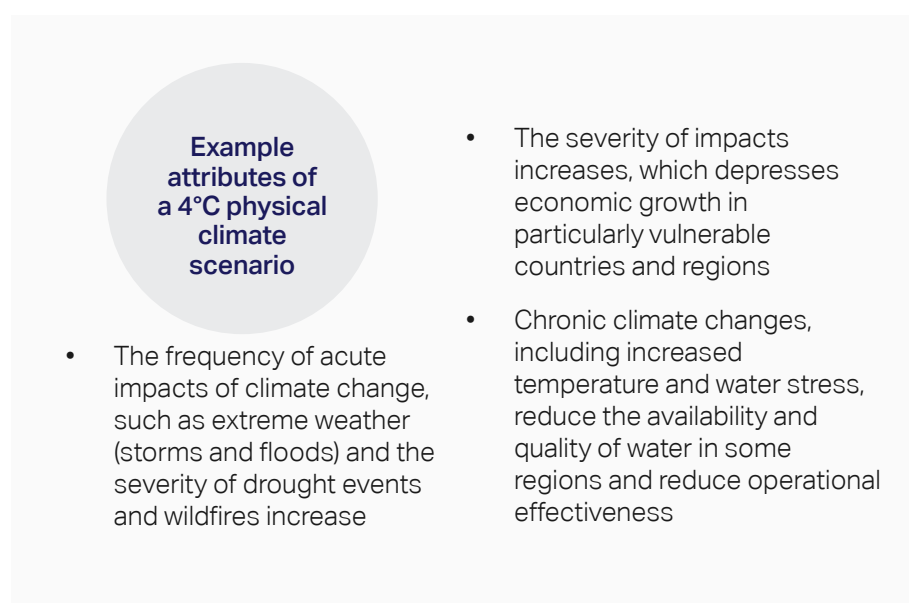 Example
attributes of
a 4°C physical
climate
scenario
• The frequency of acute
impacts of climate change,
such as extreme weather
(storms and floods) and the
severity of drought events
and wildfires increase
• The severity of impacts
increases, which depresses
economic growth in
particularly vulnerable
countries and regions
• Chronic climate changes,
including increased
temperature and water stress,
reduce the availability and
quality of water in some
regions and reduce operational
effectiveness